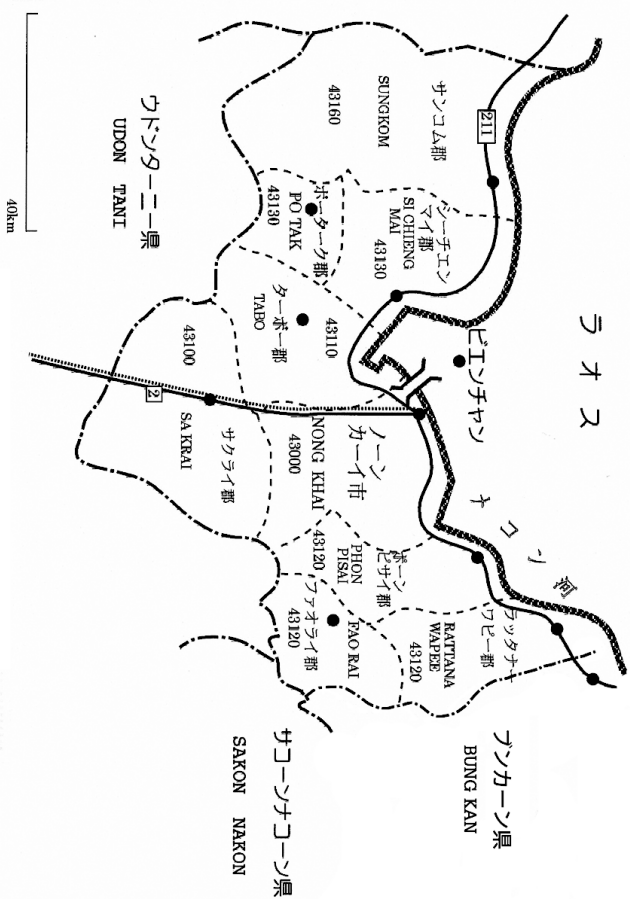 ラオス
メコン河
ビエンチャン
211
サンコム郡
SUNGKOM
43160
シーチエン
マイ郡
SI CHIENG
MAI
43130
ポーターク郡
PO TAK
43130
43110
ターボー郡
TABO
ノーン
カーイ市
NONG KHAI
43000
43100
サクライ郡
SA KRAI
2
ポーン
ピサイ郡
PHON
PISAI
43120
ラッタナー
ワピー郡
RATTANA
WAPEE
43120
FAO RAI
ファオライ郡
43120
ブンカーン県
BUNG KAN
サコーンナコーン県
SAKON NAKON
ウドンターニー県
UDON TANI
40km